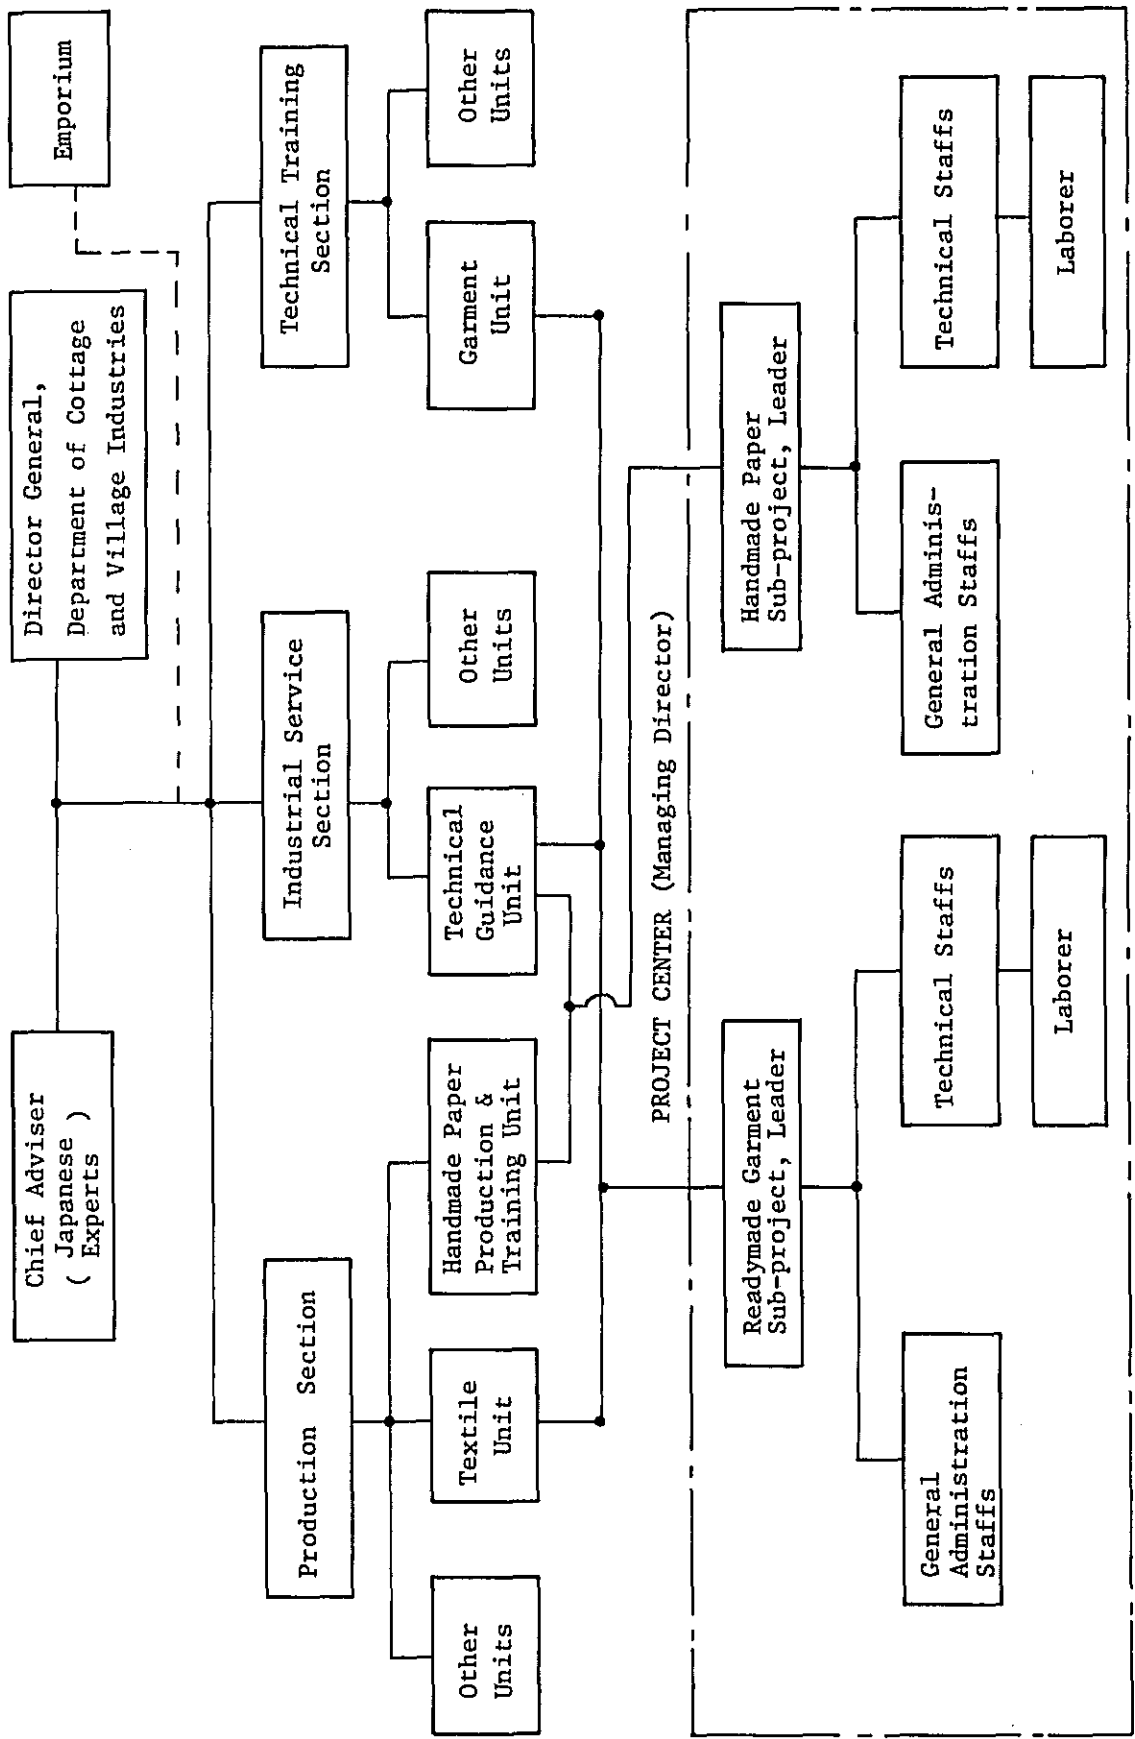 Chief Adviser
( Japanese )
Experts
Director General,
Department of Cottage
and Village Industries
Emporium
Production Section
Industrial Service
Section
Technical Training
Section
Other
Units
Textile
Unit
Handmade Paper
Production &
Training Unit
Technical
Guidance
Unit
Other
Units
Garment
Unit
Other
Units
PROJECT CENTER (Managing Director)
Readymade Garment
Sub-project, Leader
Handmade Paper
Sub-project, Leader
General
Administration
Staffs
Technical Staffs
Laborer
General Adminis-
tration Staffs
Technical Staffs
Laborer